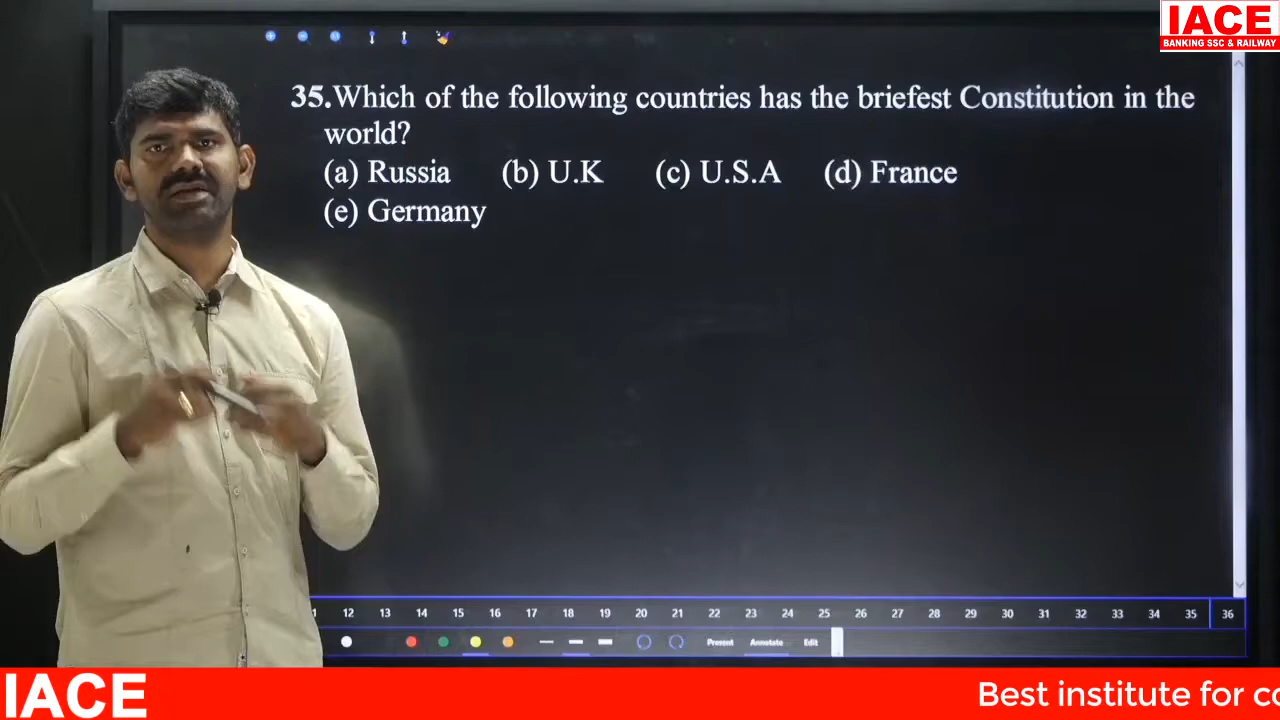 IACE
BANKING SSC & RAILWAY
35.Which of the following countries has the briefest Constitution in the
world?
(a) Russia (b) U.K (c) U.S.A (d) France
(e) Germany
12 13 14 15 16 17 18 19 20 21 22 23 24 25 26 27 28 29 30 31 32 33 34 35 36
Present Annotate Edit
IACE
Best institute for co